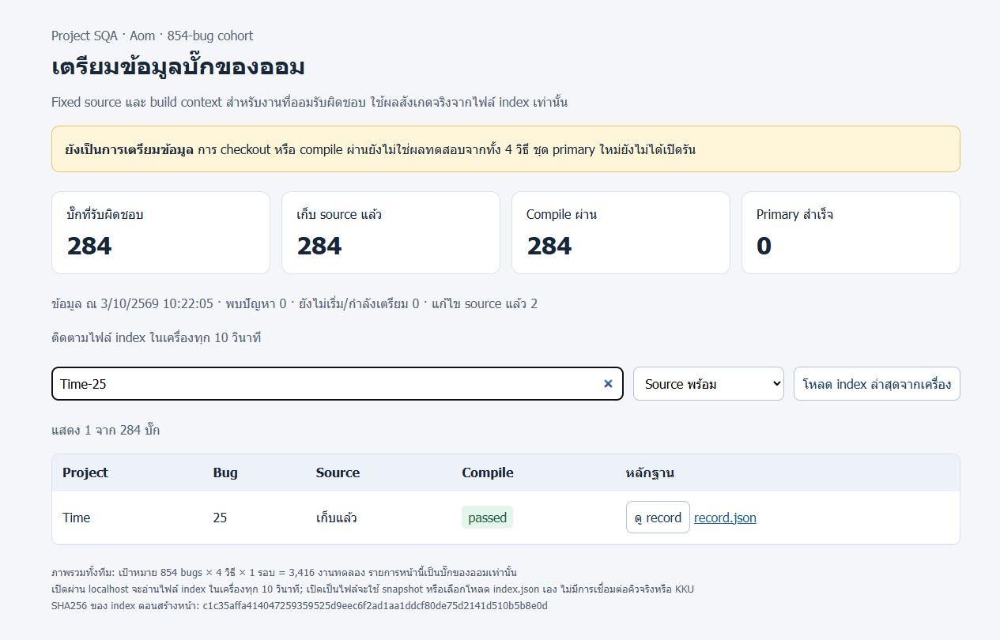 Project SQA · Aom · 854-bug cohort
เตรียมข้อมูลบั๊กของออม
Fixed source และ build context สำหรับงานที่ออมรับผิดชอบ ใช้ผลสังเกตจริงจากไฟล์ index เท่านั้น
ยังเป็นการเตรียมข้อมูล การ checkout หรือ compile ผ่านยังไม่ใช่ผลทดสอบจากทั้ง 4 วิธี ชุด primary ใหม่ยังไม่ได้เปิดรัน
บั๊กที่รับผิดชอบ
284
เก็บ source แล้ว
284
Compile ผ่าน
284
Primary สำเร็จ
0
ข้อมูล ณ 3/10/2569 10:22:05 · พบปัญหา 0 · ยังไม่เริ่ม/กำลังเตรียม 0 · แก้ไข source แล้ว 2
ติดตามไฟล์ index ในเครื่องทุก 10 วินาที
Time-25 ×
Source พร้อม
โหลด index ล่าสุดจากเครื่อง
แสดง 1 จาก 284 บั๊ก
Project Bug Source Compile หลักฐาน
Time 25 เก็บแล้ว passed ดู record record.json
ภาพรวมทั้งทีม: เป้าหมาย 854 bugs × 4 วิธี × 1 รอบ = 3,416 งานทดลอง รายการหน้านี้เป็นบั๊กของออมเท่านั้น
เปิดผ่าน localhost จะอ่านไฟล์ index ในเครื่องทุก 10 วินาที; เปิดเป็นไฟล์จะใช้ snapshot หรือเลือกโหลด index.json เอง ไม่มีการเชื่อมต่อคิวจริงหรือ KKU
SHA256 ของ index ตอนสร้างหน้า: c1c35affa414047259359525d9eec6f2ad1aa1ddcf80de75d2141d510b5b8e0d